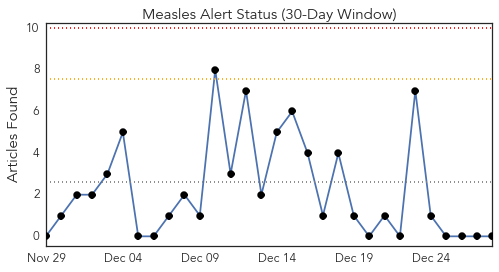 Measles Alert Status (30-Day Window)
Articles Found
10
8
6
4
2
0
Nov 29 Dec 04 Dec 09 Dec 14 Dec 19 Dec 24